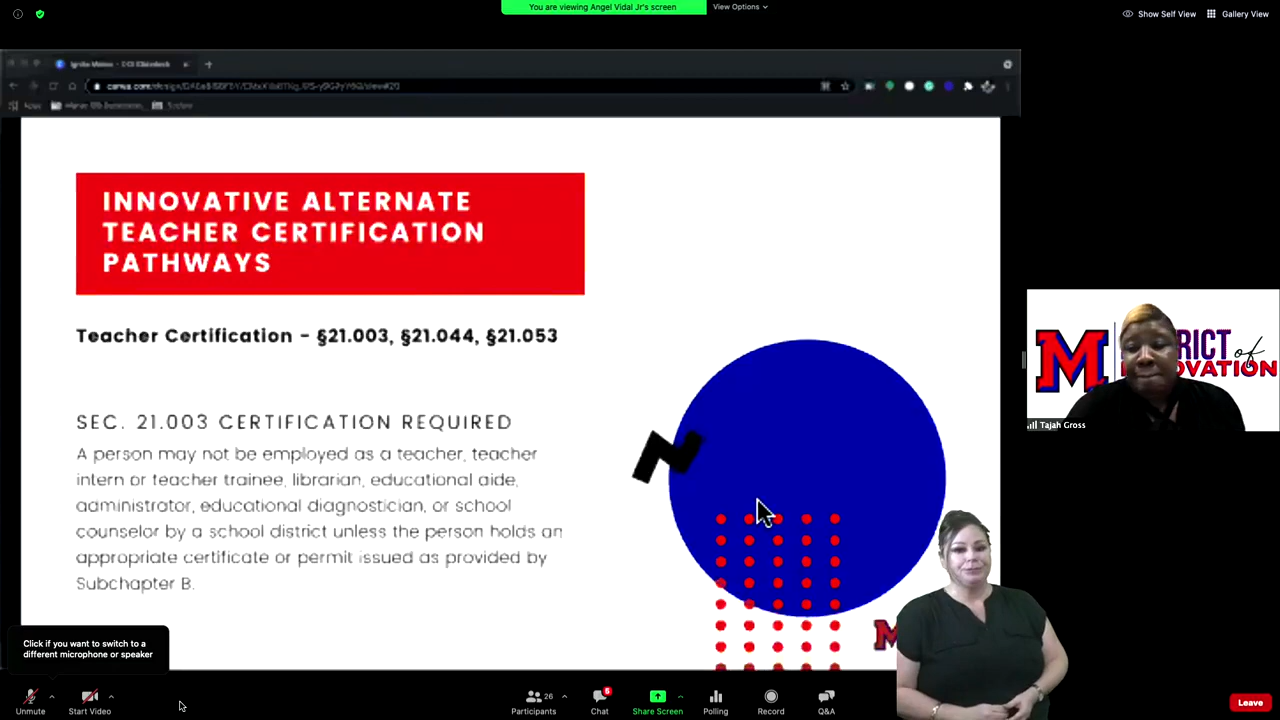 You are viewing Angel Vidal Jr's screen
View Options
Show Self View
Gallery View
INNOVATIVE ALTERNATE
TEACHER CERTIFICATION
PATHWAYS
Teacher Certification - §21.003, §21.044, §21.053
SEC. 21.003 CERTIFICATION REQUIRED
A person may not be employed as a teacher, teacher
intern or teacher trainee, librarian, educational aide,
administrator, educational diagnostician, or school
counselor by a school district unless the person holds an
appropriate certificate or permit issued as provided by
Subchapter B.
M
Tajah Gross
M
Click if you want to switch to a
different microphone or speaker
Unmute
Start Video
26
Participants
6
Chat
Share Screen
Polling
Record
Q&A
Leave